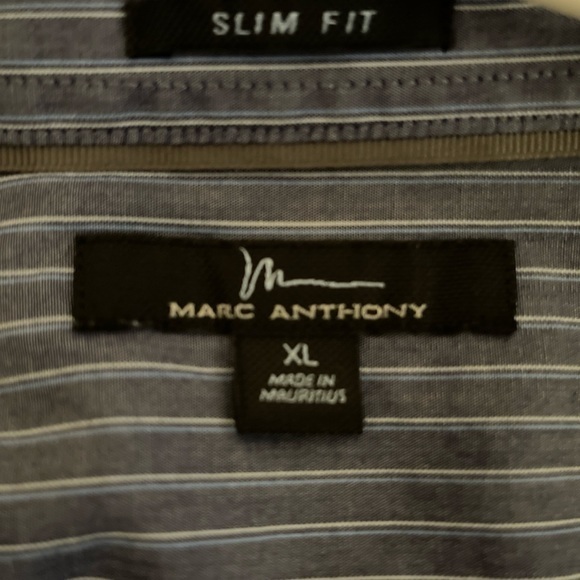 SLIM FIT
MARC ANTHONY
XL
MADE IN
MAURITIUS